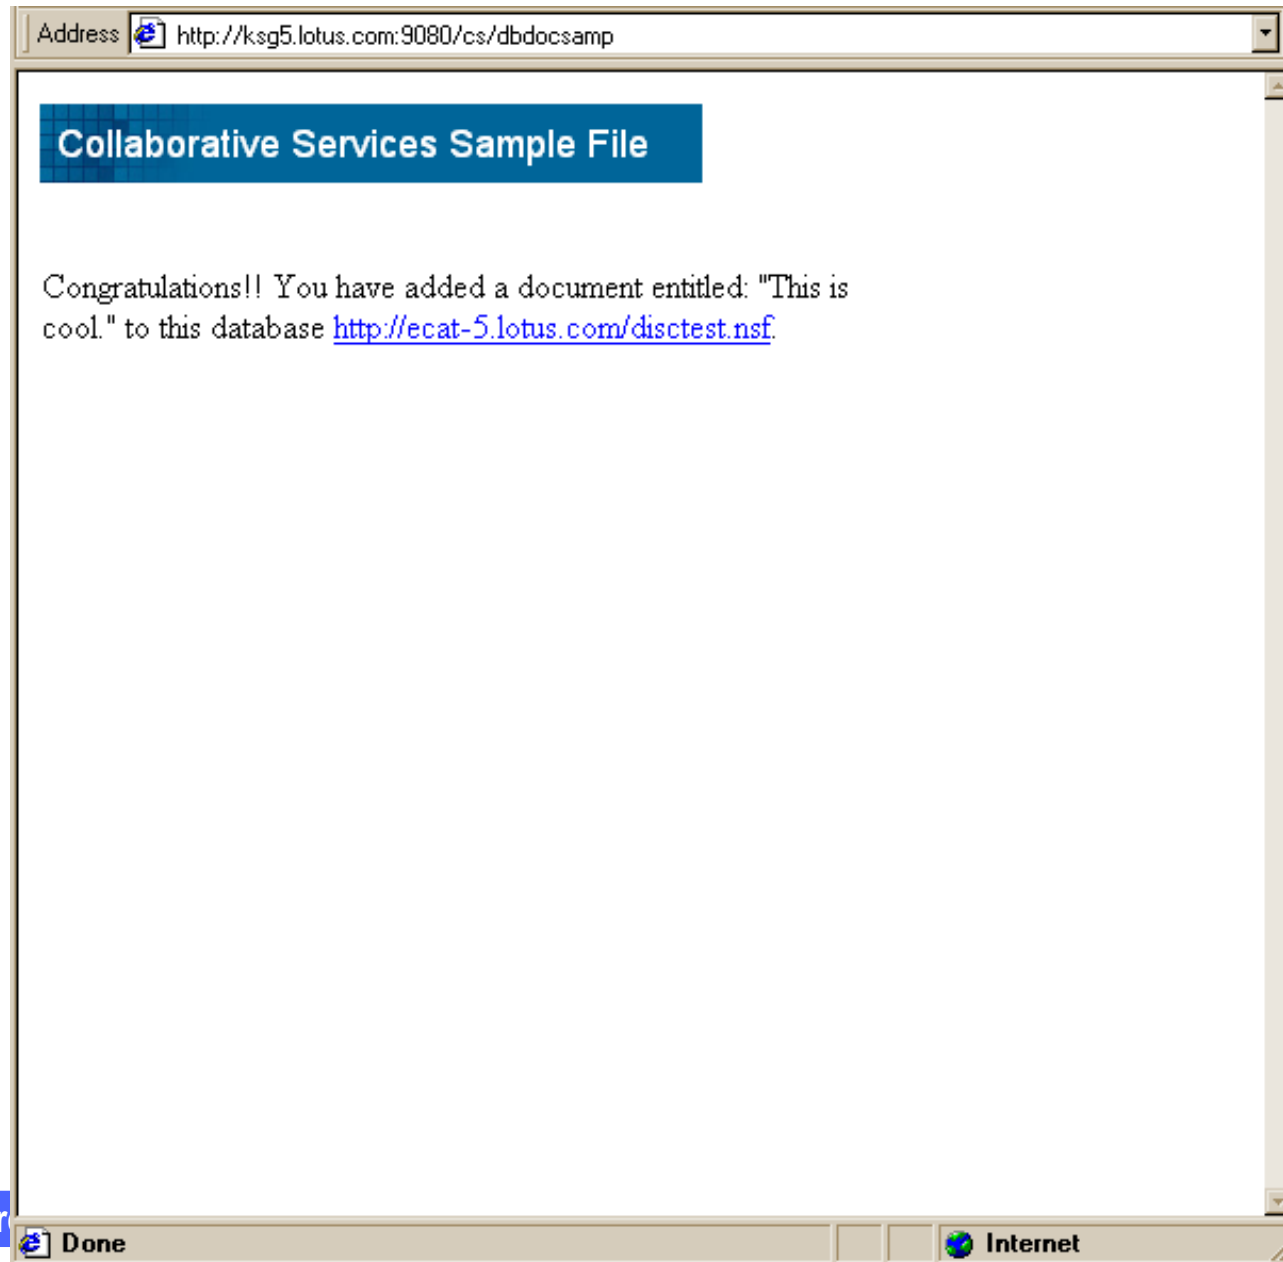 Address http://ksg5.lotus.com:9080/cs/dbdocsamp
Collaborative Services Sample File
Congratulations!! You have added a document entitled: "This is
cool." to this database http://ecat-5.lotus.com/disctest.nsf.
Done Internet